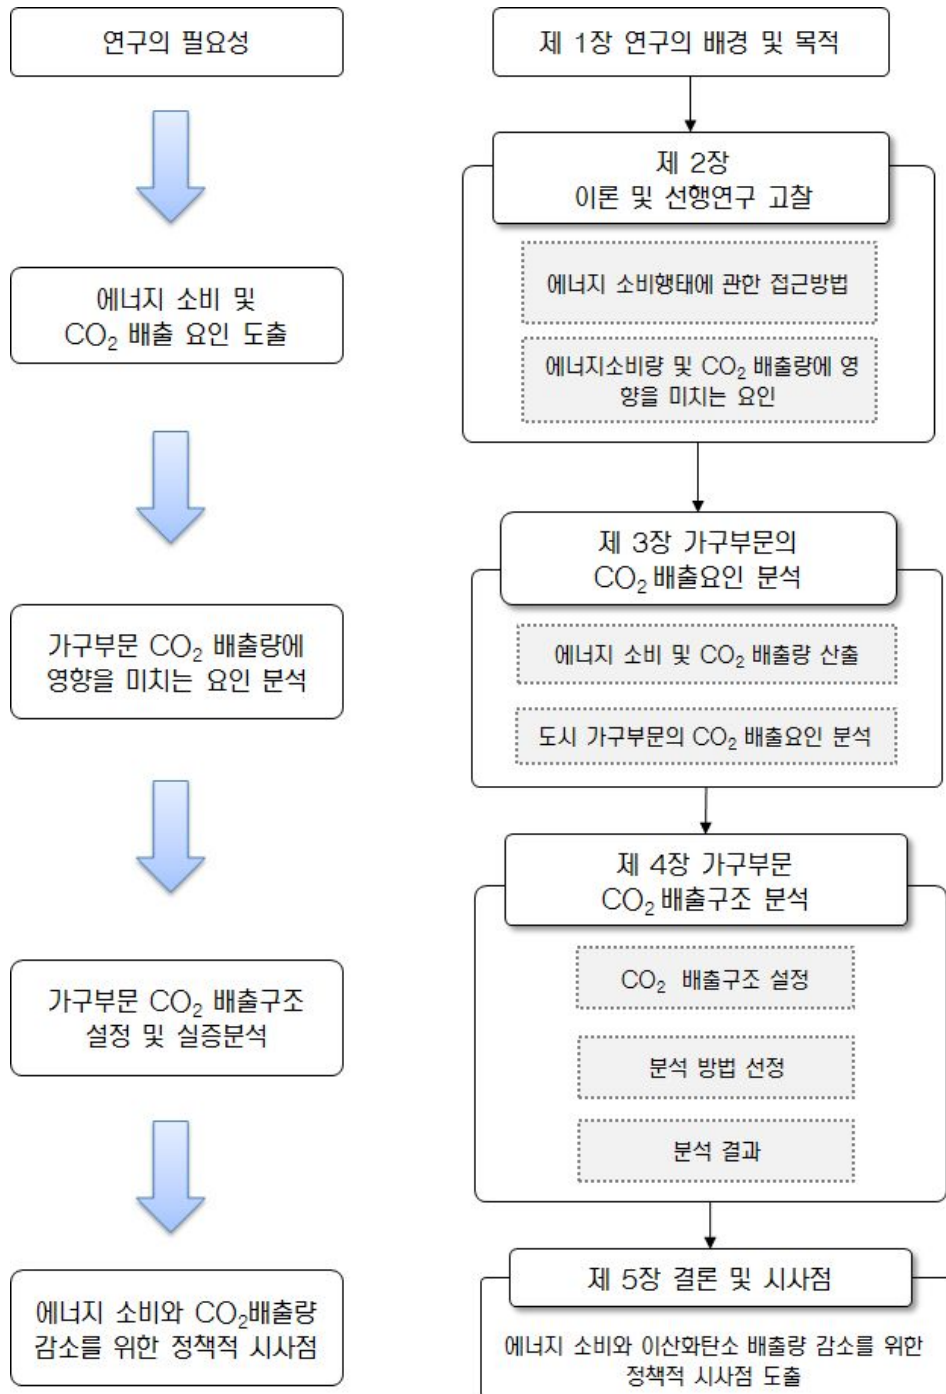 연구의 필요성
제 1장 연구의 배경 및 목적
제 2장
이론 및 선행연구 고찰
에너지 소비행태에 관한 접근방법
에너지 소비 및
CO₂ 배출 요인 도출
에너지소비량 및 CO₂ 배출량에 영
향을 미치는 요인
제 3장 가구부문의
CO₂ 배출요인 분석
가구부문 CO₂ 배출량에
영향을 미치는 요인 분석
에너지 소비 및 CO₂ 배출량 산출
도시 가구부문의 CO₂ 배출요인 분석
제 4장 가구부문
CO₂ 배출구조 분석
가구부문 CO₂ 배출구조
설정 및 실증분석
CO₂ 배출구조 설정
분석 방법 선정
분석 결과
제 5장 결론 및 시사점
에너지 소비와 CO₂배출량
감소를 위한 정책적 시사점
에너지 소비와 이산화탄소 배출량 감소를 위한
정책적 시사점 도출